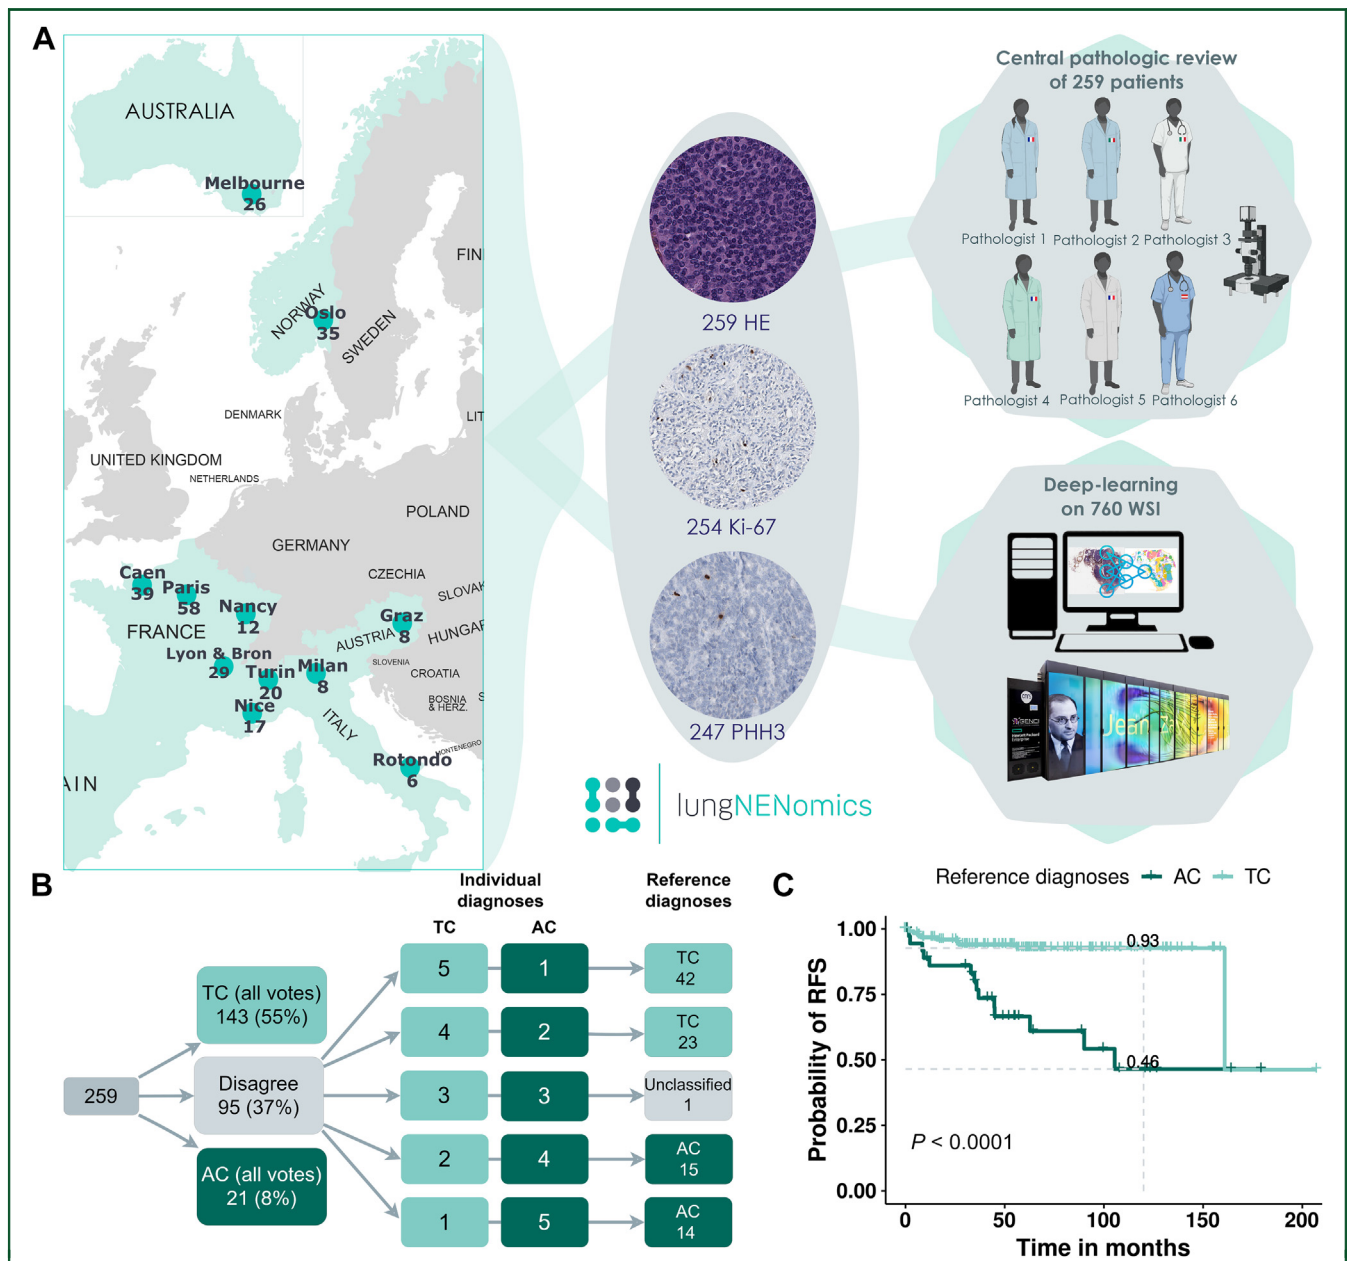 A
AUSTRALIA
Melbourne
26
FIN
NORWAY
Oslo
35
SWEDEN
DENMARK
LIT
UNITED KINGDOM
NETHERLANDS
POLAND
GERMANY
Caen
39
Paris
58
Nancy
12
CZECHIA
SLOVAK
Graz
8
FRANCE
AUSTRIA
HUNGAR
Lyon & Bron
29
Turin
20
Milan
8
SLOVENIA
CROATIA
Nice
17
BOSNIA
& HERZ.
S
ITALY
MONTENEGRO
Rotondo
6
AIN
259 HE
254 Ki-67
247 PHH3
lungNENomics
Central pathologic review
of 259 patients
Pathologist 1 Pathologist 2 Pathologist 3
Pathologist 4 Pathologist 5 Pathologist 6
Deep-learning
on 760 WSI
GENCI
Hewlett Packard
Enterprise
Jean Z
B
Individual
diagnoses
Reference
diagnoses
TC AC
259
TC (all votes)
143 (55%)
Disagree
95 (37%)
AC (all votes)
21 (8%)
5 1 TC
42
4 2 TC
23
3 3 Unclassified
1
2 4 AC
15
1 5 AC
14
C
Reference diagnoses AC TC
Probability of RFS
1.00
0.75
0.50
0.25
0.00
0.93
0.46
P < 0.0001
0 50 100 150 200
Time in months